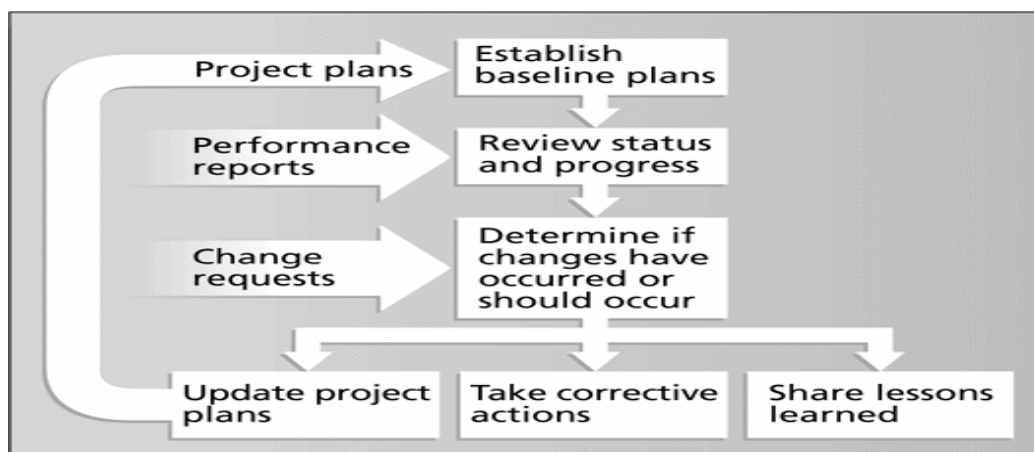 Project plans
Establish
baseline plans
Performance
reports
Review status
and progress
Change
requests
Determine if
changes have
occurred or
should occur
Update project
plans
Take corrective
actions
Share lessons
learned